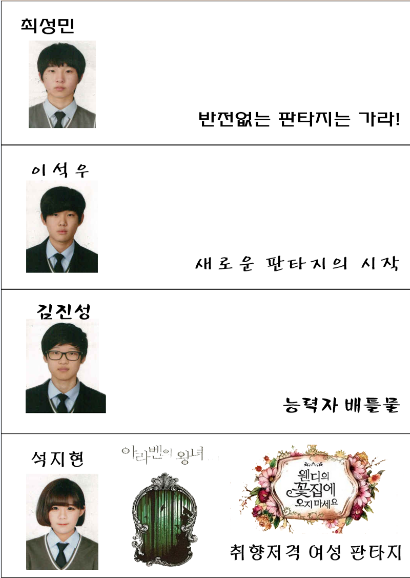 최성민
반전없는 판타지는 가라!
이석우
새로운 판타지의 시작
김진성
능력자 배틀물
석지현
아라벤의 왕녀
웬디의
꽃집에
오지마세요
취향저격 여성 판타지